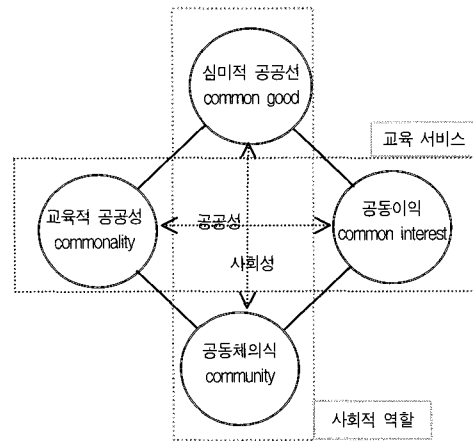 심미적 공공선
common good
교육 서비스
교육적 공공성
commonality
공공성
공동이익
common interest
사회성
공동체의식
community
사회적 역할